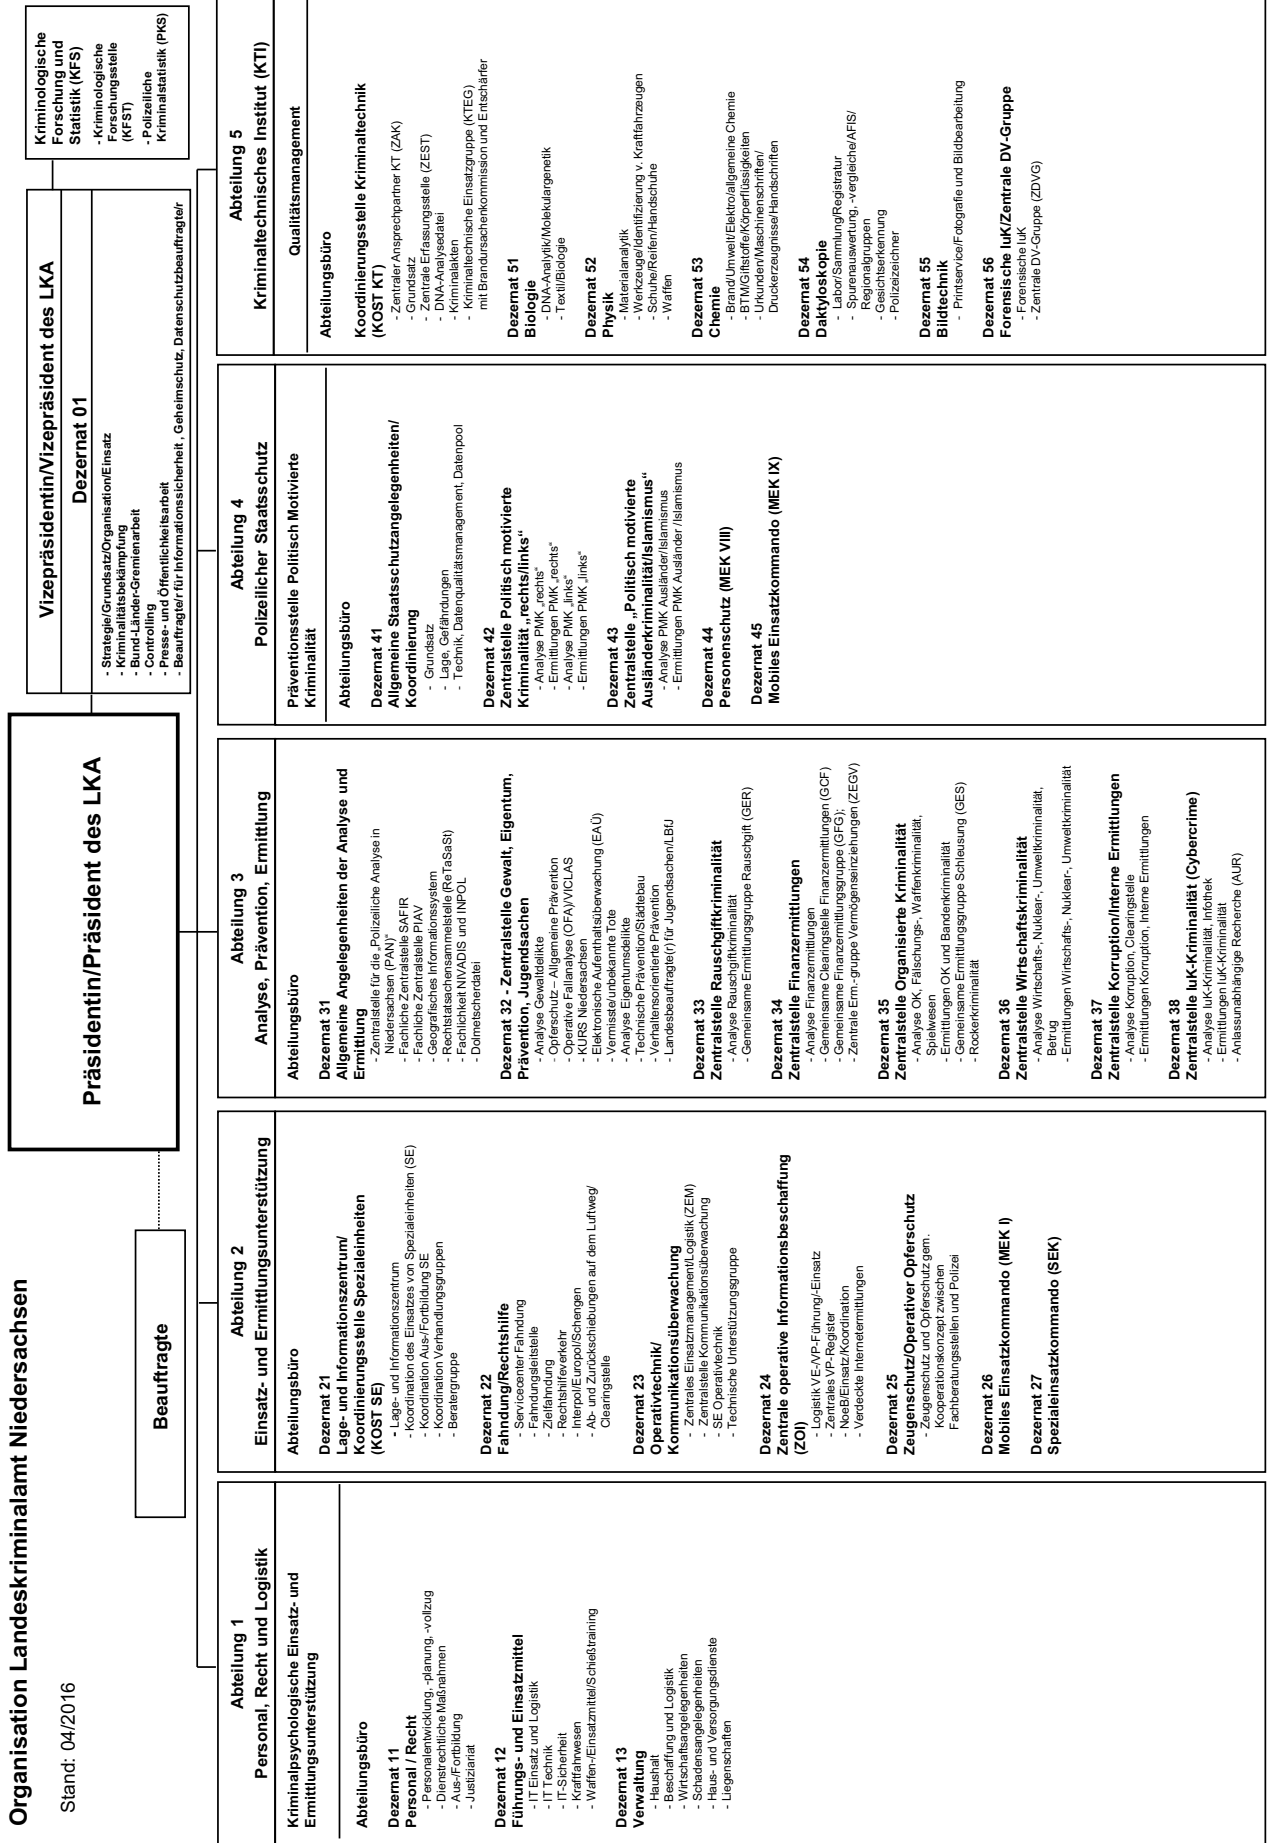 Organisation Landeskriminalamt Niedersachsen
Stand: 04/2016
Präsidentin/Präsident des LKA
Beauftragte
Vizepräsidentin/Vizepräsident des LKA
Dezernat 01
- Strategie/Grundsatz/Organisation/Einsatz
- Kriminalitätsbekämpfung
- Bund-Länder-Gremienarbeit
- Controlling
- Presse- und Öffentlichkeitsarbeit
- Beauftragte/r für Informationssicherheit, Geheimschutz, Datenschutzbeauftragte/r
Kriminologische
Forschung und
Statistik (KFS)
- Kriminologische
Forschungsstelle
(KFST)
- Polizeiliche
Kriminalstatistik (PKS)
Abteilung 1
Personal, Recht und Logistik
Kriminalpsychologische Einsatz- und
Ermittlungsunterstützung
Abteilungsbüro
Dezernat 11
Personal / Recht
- Personalentwicklung, -planung, -vollzug
- Dienstrechtliche Maßnahmen
- Aus-/Fortbildung
- Justiziariat
Dezernat 12
Führungs- und Einsatzmittel
- IT Einsatz und Logistik
- IT Technik
- IT-Sicherheit
- Kraftfahrwesen
- Waffen-/Einsatzmittel/Schießtraining
Dezernat 13
Verwaltung
- Haushalt
- Beschaffung und Logistik
- Wirtschaftsangelegenheiten
- Schadensangelegenheiten
- Haus- und Versorgungsdienste
- Liegenschaften
Abteilung 2
Einsatz- und Ermittlungsunterstützung
Abteilungsbüro
Dezernat 21
Lage- und Informationszentrum/
Koordinierungsstelle Spezialeinheiten
(KOST SE)
- Lage- und Informationszentrum
- Koordination des Einsatzes von Spezialeinheiten (SE)
- Koordination Aus-/Fortbildung SE
- Koordination Verhandlungsgruppen
- Beratergruppe
Dezernat 22
Fahndung/Rechtshilfe
- Servicecenter Fahndung
- Fahndungsleitstelle
- Zielfahndung
- Rechtshilfeverkehr
- Interpol/Europol/Schengen
- Ab- und Zurückschiebungen auf dem Luftweg/
Clearingstelle
Dezernat 23
Operativtechnik/
Kommunikationsüberwachung
- Zentrales Einsatzmanagement/Logistik (ZEM)
- Zentralstelle Kommunikationsüberwachung
- SE Operativtechnik
- Technische Unterstützungsgruppe
Dezernat 24
Zentrale operative Informationsbeschaffung
(ZOI)
- Logistik VE-/VP-Führung/-Einsatz
- Zentrales VP-Register
- NoeB/Einsatz/Koordination
- Verdeckte Internetermittlungen
Dezernat 25
Zeugenschutz/Operativer Opferschutz
- Zeugenschutz und Opferschutz gem.
Kooperationskonzept zwischen
Fachberatungsstellen und Polizei
Dezernat 26
Mobiles Einsatzkommando (MEK I)
Dezernat 27
Spezialeinsatzkommando (SEK)
Abteilung 3
Analyse, Prävention, Ermittlung
Abteilungsbüro
Dezernat 31
Allgemeine Angelegenheiten der Analyse und
Ermittlung
- Zentralstelle für die „Polizeiliche Analyse in
Niedersachsen (PAN)“
- Fachliche Zentralstelle SAFIR
- Fachliche Zentralstelle PIAV
- Geografisches Informationssystem
- Rechtstatsachensammelstelle (ReTaSaSt)
- Fachlichkeit NIVADIS und INPOL
- Dolmetscherdatei
Dezernat 32 - Zentralstelle Gewalt, Eigentum,
Prävention, Jugendsachen
- Analyse Gewaltdelikte
- Opferschutz – Allgemeine Prävention
- Operative Fallanalyse (OFA)/VICLAS
- KURS Niedersachsen
- Elektronische Aufenthaltsüberwachung (EAÜ)
- Vermisste/unbekannte Tote
- Analyse Eigentumsdelikte
- Technische Prävention/Städtebau
- Verhaltensorientierte Prävention
- Landesbeauftragte(r) für Jugendsachen/LBfJ
Dezernat 33
Zentralstelle Rauschgiftkriminalität
- Analyse Rauschgiftkriminalität
- Gemeinsame Ermittlungsgruppe Rauschgift (GER)
Dezernat 34
Zentralstelle Finanzermittlungen
- Analyse Finanzermittlungen
- Gemeinsame Clearingstelle Finanzermittlungen (GCF)
- Gemeinsame Finanzermittlungsgruppe (GFG);
- Zentrale Erm.-gruppe Vermögenseinziehungen (ZEGV)
Dezernat 35
Zentralstelle Organisierte Kriminalität
- Analyse OK, Fälschungs-, Waffenkriminalität,
Spielwesen
- Ermittlungen OK und Bandenkriminalität
- Gemeinsame Ermittlungsgruppe Schleusung (GES)
- Rockerkriminalität
Dezernat 36
Zentralstelle Wirtschaftskriminalität
- Analyse Wirtschafts-, Nuklear-, Umweltkriminalität,
Betrug
- Ermittlungen Wirtschafts-, Nuklear-, Umweltkriminalität
Dezernat 37
Zentralstelle Korruption/Interne Ermittlungen
- Analyse Korruption, Clearingstelle
- Ermittlungen Korruption, Interne Ermittlungen
Dezernat 38
Zentralstelle IuK-Kriminalität (Cybercrime)
- Analyse IuK-Kriminalität, Infothek
- Ermittlungen IuK-Kriminalität
- Anlassunabhängige Recherche (AUR)
Abteilung 4
Polizeilicher Staatsschutz
Präventionsstelle Politisch Motivierte
Kriminalität
Abteilungsbüro
Dezernat 41
Allgemeine Staatsschutzangelegenheiten/
Koordinierung
- Grundsatz
- Lage, Gefährdungen
- Technik, Datenqualitätsmanagement, Datenpool
Dezernat 42
Zentralstelle Politisch motivierte
Kriminalität „rechts/links“
- Analyse PMK „rechts“
- Ermittlungen PMK „rechts“
- Analyse PMK „links“
- Ermittlungen PMK „links“
Dezernat 43
Zentralstelle „Politisch motivierte
Ausländerkriminalität/Islamismus“
- Analyse PMK Ausländer/Islamismus
- Ermittlungen PMK Ausländer /Islamismus
Dezernat 44
Personenschutz (MEK VIII)
Dezernat 45
Mobiles Einsatzkommando (MEK IX)
Abteilung 5
Kriminaltechnisches Institut (KTI)
Qualitätsmanagement
Abteilungsbüro
Koordinierungsstelle Kriminaltechnik
(KOST KT)
- Zentraler Ansprechpartner KT (ZAK)
- Grundsatz
- Zentrale Erfassungsstelle (ZEST)
- DNA-Analysedatei
- Kriminalakten
- Kriminaltechnische Einsatzgruppe (KTEG)
mit Brandursachenkommission und Entschärfer
Dezernat 51
Biologie
- DNA-Analytik/Molekulargenetik
- Textil/Biologie
Dezernat 52
Physik
- Materialanalytik
- Werkzeuge/Identifizierung v. Kraftfahrzeugen
- Schuhe/Reifen/Handschuhe
- Waffen
Dezernat 53
Chemie
- Brand/Umwelt/Elektro/allgemeine Chemie
- BTM/Giftstoffe/Körperflüssigkeiten
- Urkunden/Maschinenschriften/
Druckerzeugnisse/Handschriften
Dezernat 54
Daktyloskopie
- Labor/Sammlung/Registratur
- Spurenauswertung, -vergleiche/AFIS/
Regionalgruppen
- Gesichtserkennung
- Polizeizeichner
Dezernat 55
Bildtechnik
- Printservice/Fotografie und Bildbearbeitung
Dezernat 56
Forensische IuK/Zentrale DV-Gruppe
- Forensische IuK
- Zentrale DV-Gruppe (ZDVG)